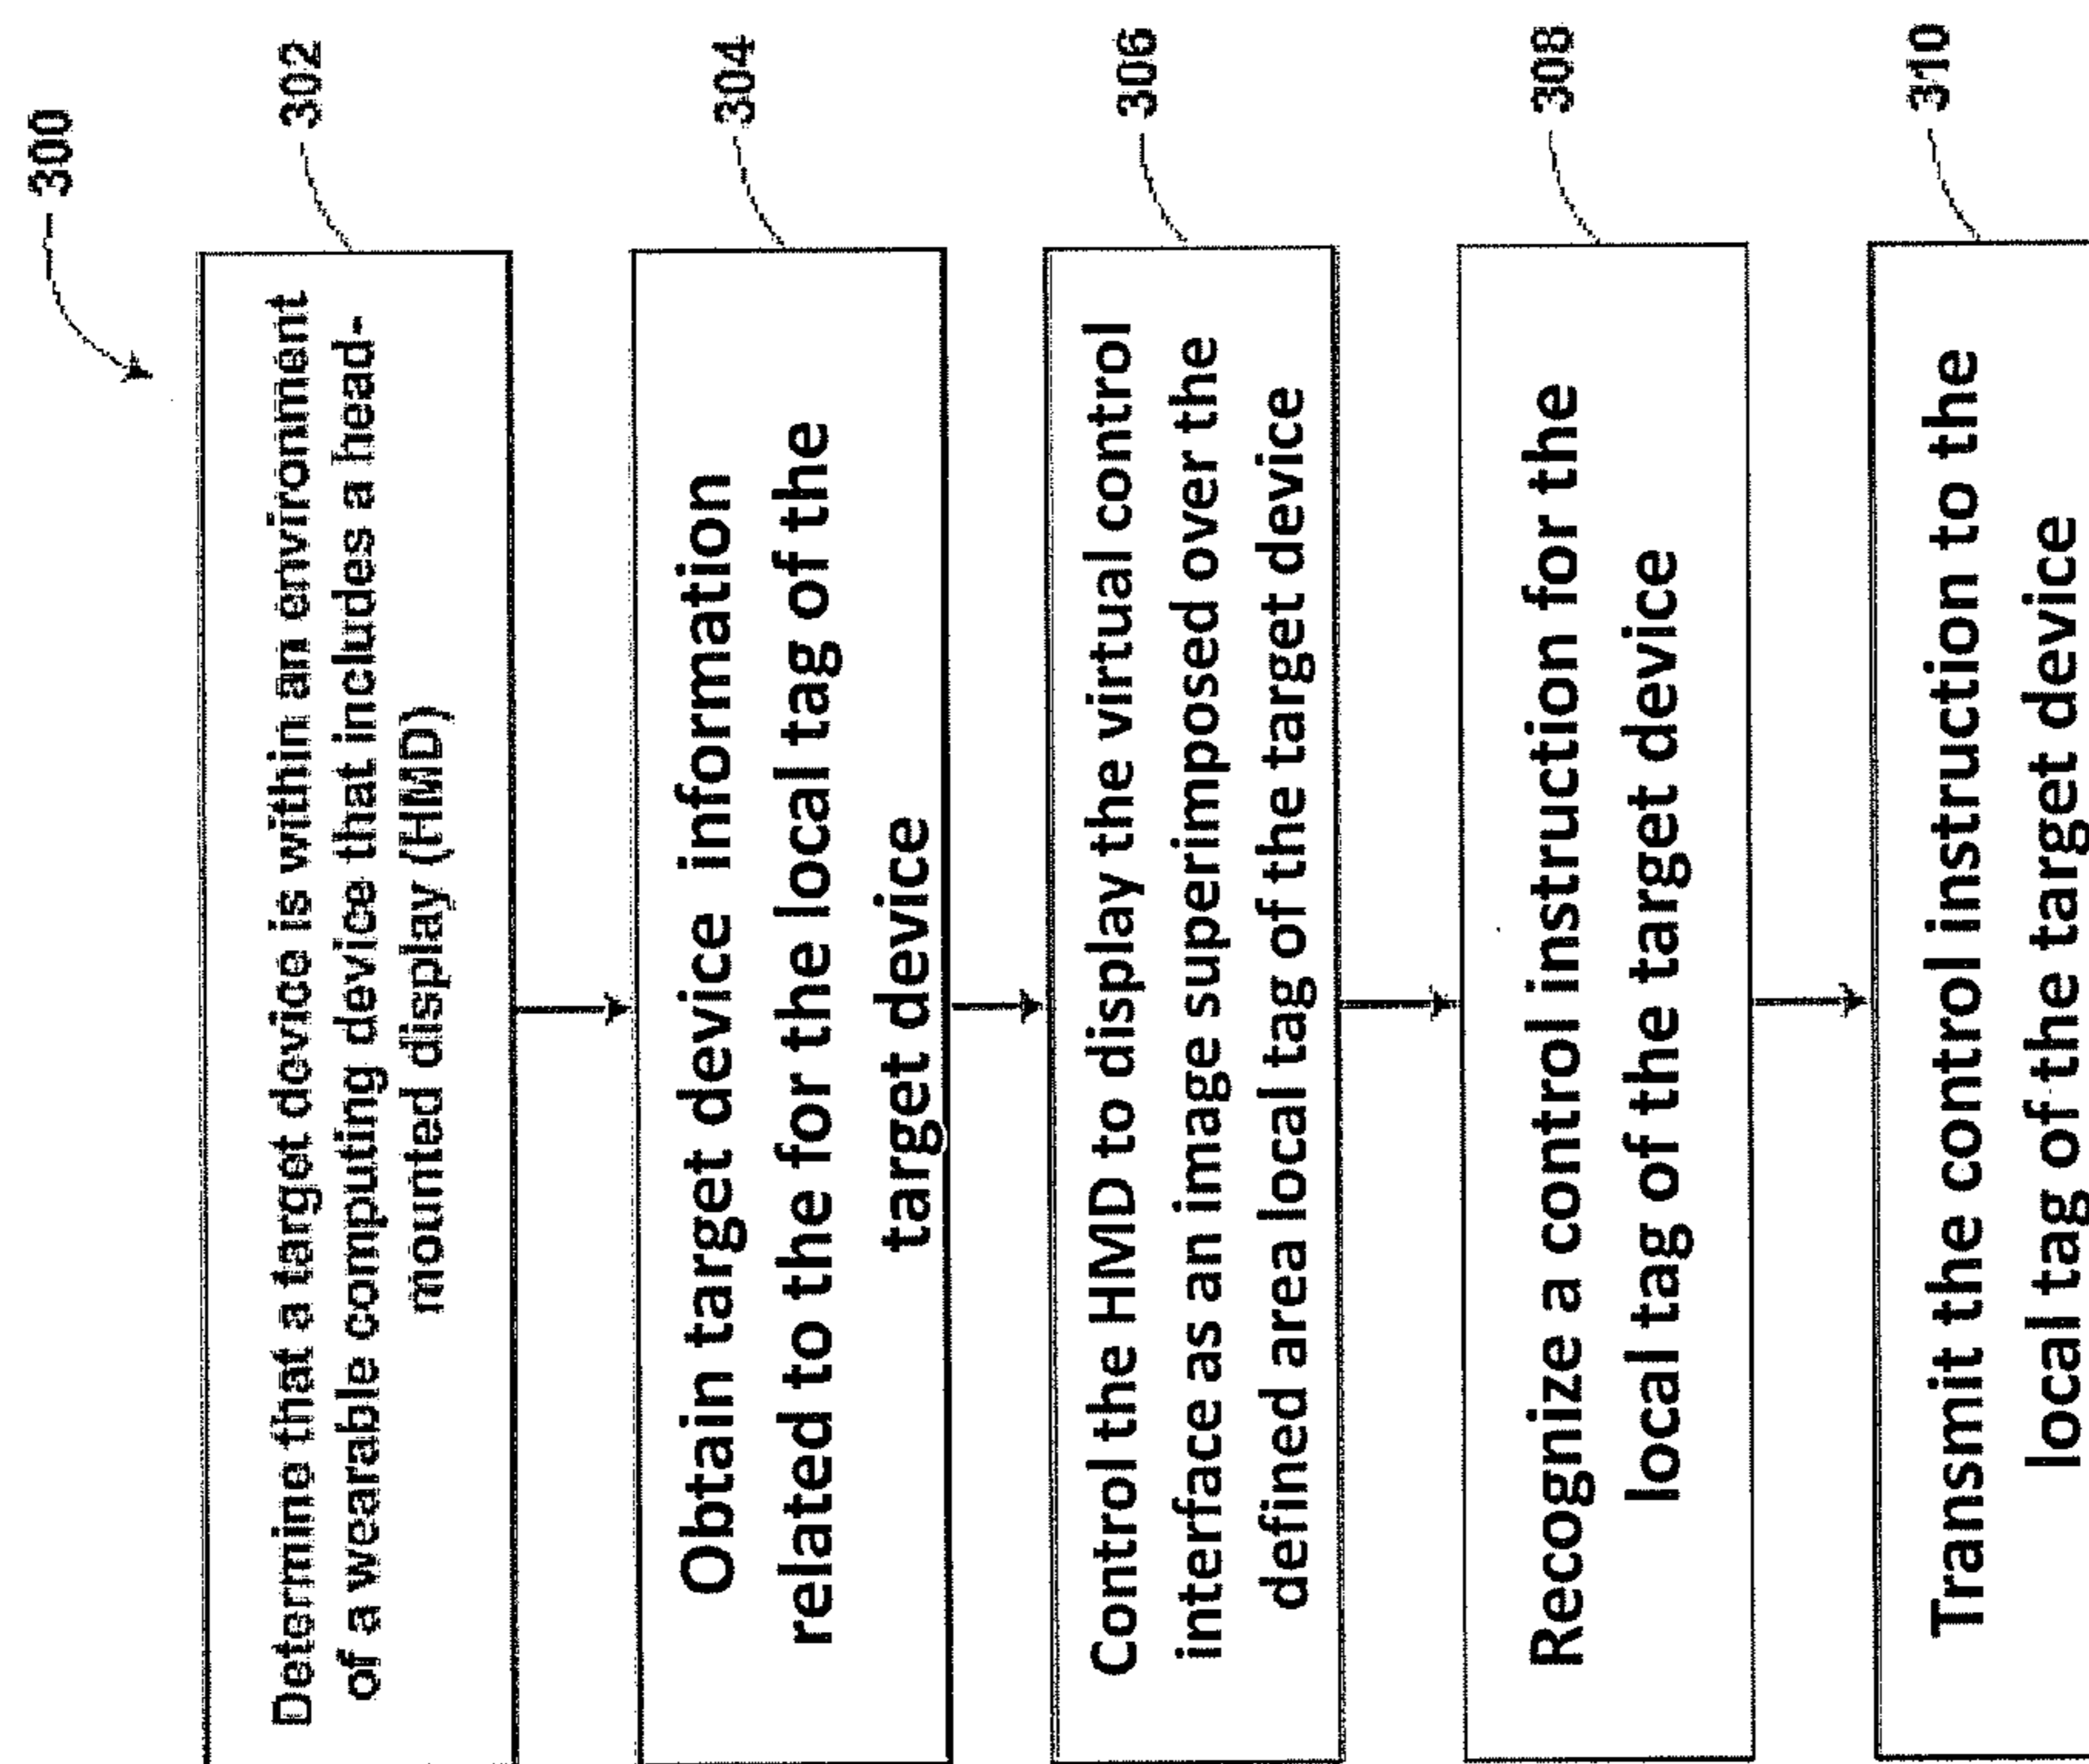 300
302
Determine that a target device is within an environment
of a wearable computing device that includes a head-
mounted display (HMD)
304
Obtain target device information
related to the for the local tag of the
target device
306
Control the HMD to display the virtual control
interface as an image superimposed over the
defined area local tag of the target device
308
Recognize a control instruction for the
local tag of the target device
310
Transmit the control instruction to the
local tag of the target device